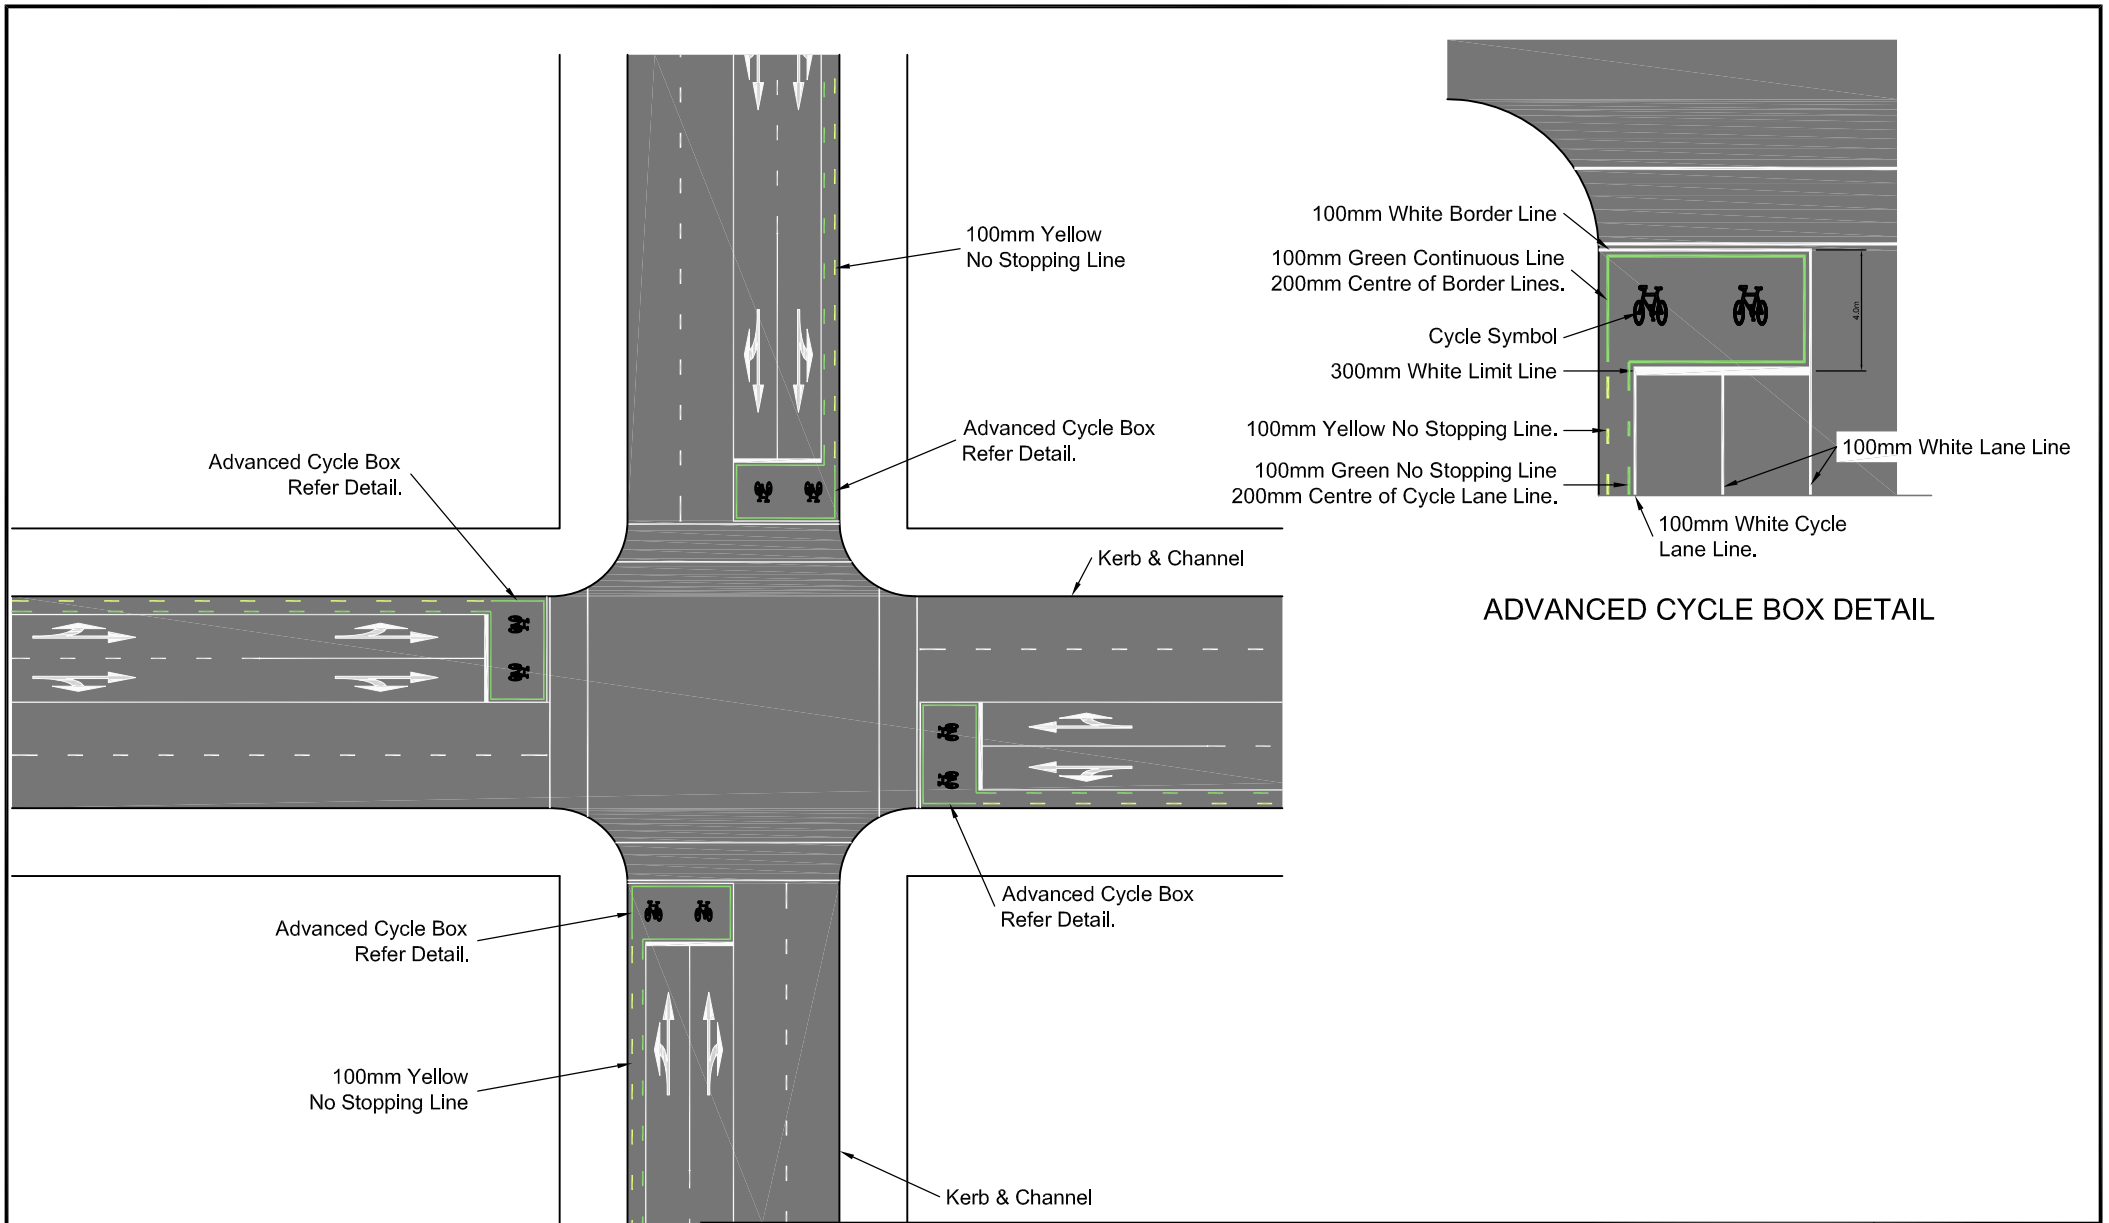 100mm Yellow
No Stopping Line
Advanced Cycle Box
Refer Detail.
Advanced Cycle Box
Refer Detail.
Kerb & Channel
Advanced Cycle Box
Refer Detail.
Advanced Cycle Box
Refer Detail.
100mm Yellow
No Stopping Line
Kerb & Channel
100mm White Border Line
100mm Green Continuous Line
200mm Centre of Border Lines.
Cycle Symbol
4.0m
300mm White Limit Line
100mm Yellow No Stopping Line.
100mm White Lane Line
100mm Green No Stopping Line
200mm Centre of Cycle Lane Line.
100mm White Cycle
Lane Line.
ADVANCED CYCLE BOX DETAIL